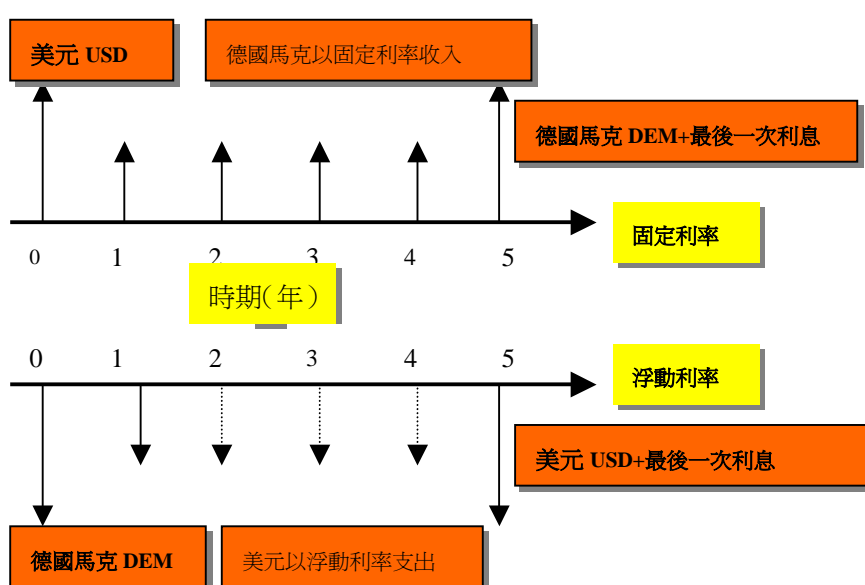 美元 USD
德國馬克以固定利率收入
德國馬克 DEM+最後一次利息
固定利率
0 1 2 3 4 5
時期(年)
0 1 2 3 4 5
浮動利率
美元 USD+最後一次利息
德國馬克 DEM
美元以浮動利率支出